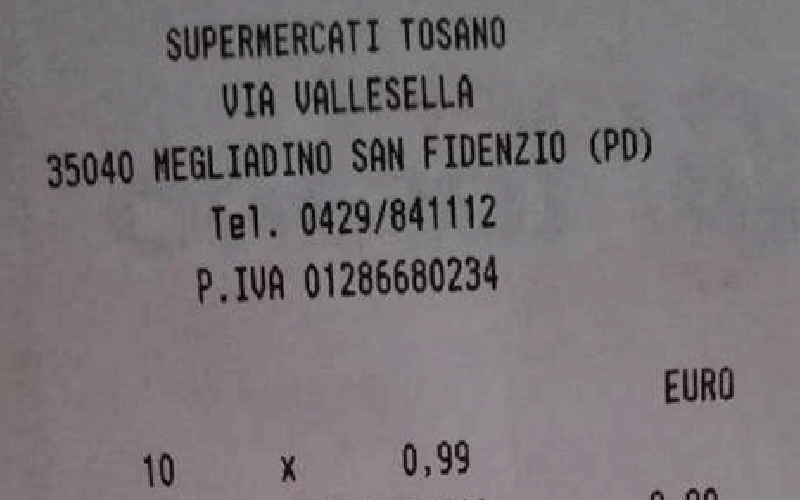 SUPERMERCATI TOSANO
VIA VALLESELLA
35040 MEGLIADINO SAN FIDENZIO (PD)
Tel. 0429/841112
P.IVA 01286680234
EURO
10 x 0,99